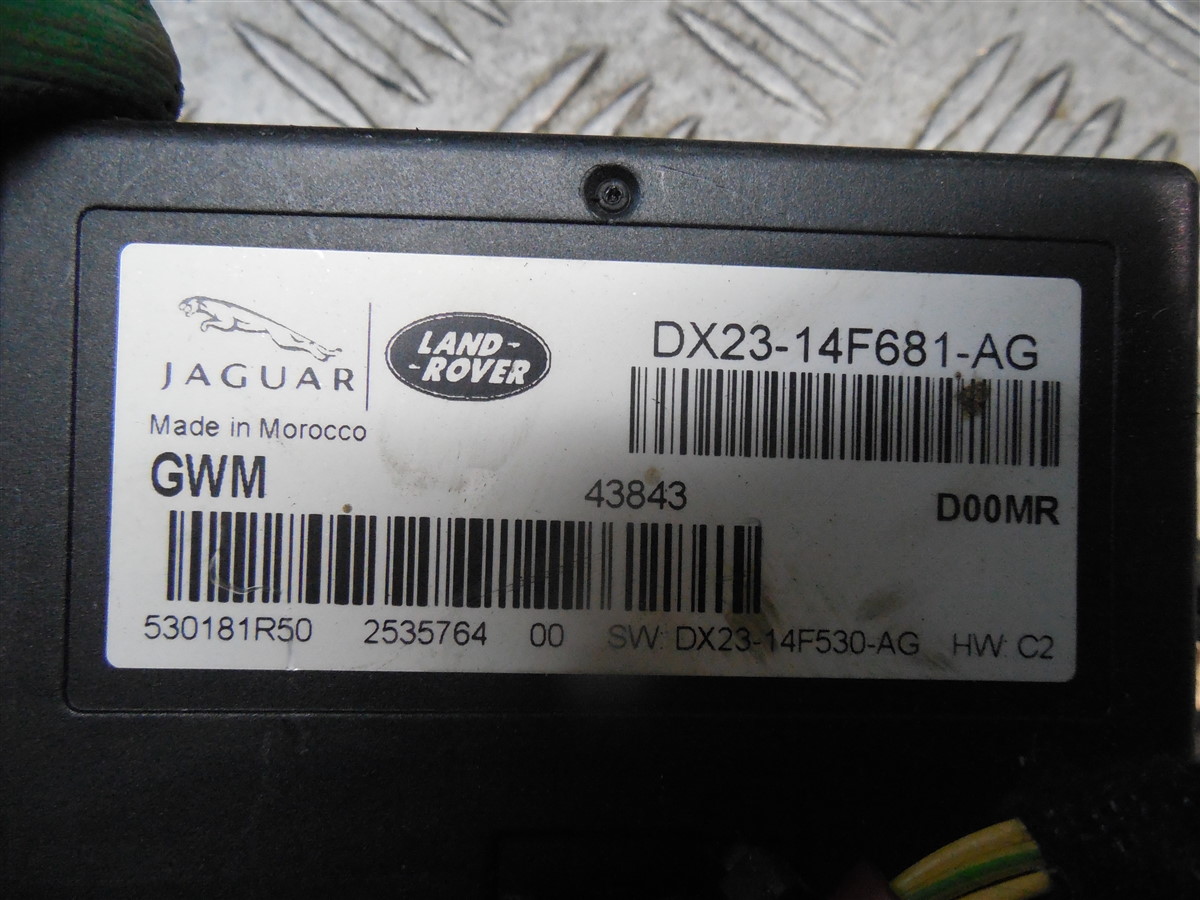 JAGUAR
LAND-
-ROVER
DX23-14F681-AG
Made in Morocco
GWM
43843
D00MR
530181R50 2535764 00 SW: DX23-14F530-AG HW: C2